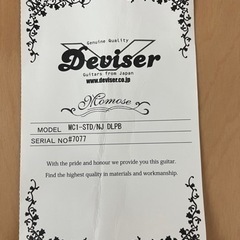 Genuine Quality
Deviser
Guitars from Japan
www.deviser.co.jp
Momose
MODEL MC1-STD/NJ DLPB
SERIAL NO #7077
With the pride and honour we provide you this guitar.
Find the highest quality in materials and workmanship.